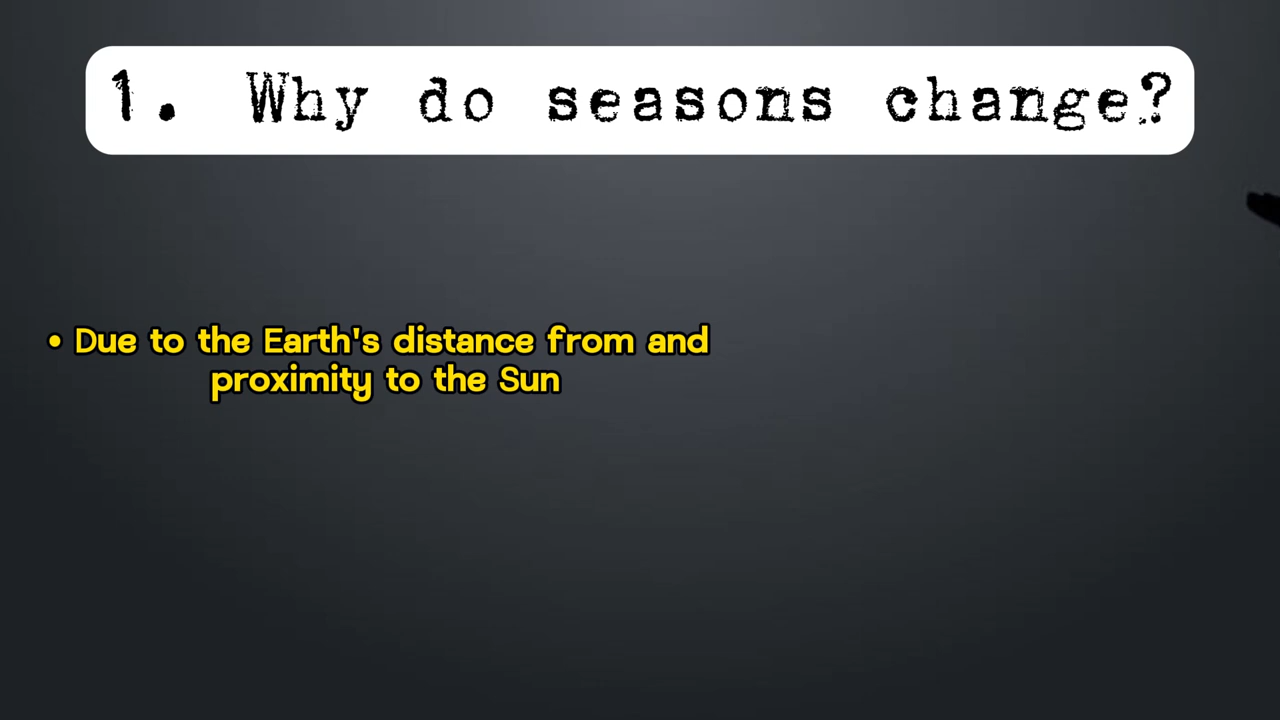 1. Why do seasons change?
• Due to the Earth's distance from and
proximity to the Sun